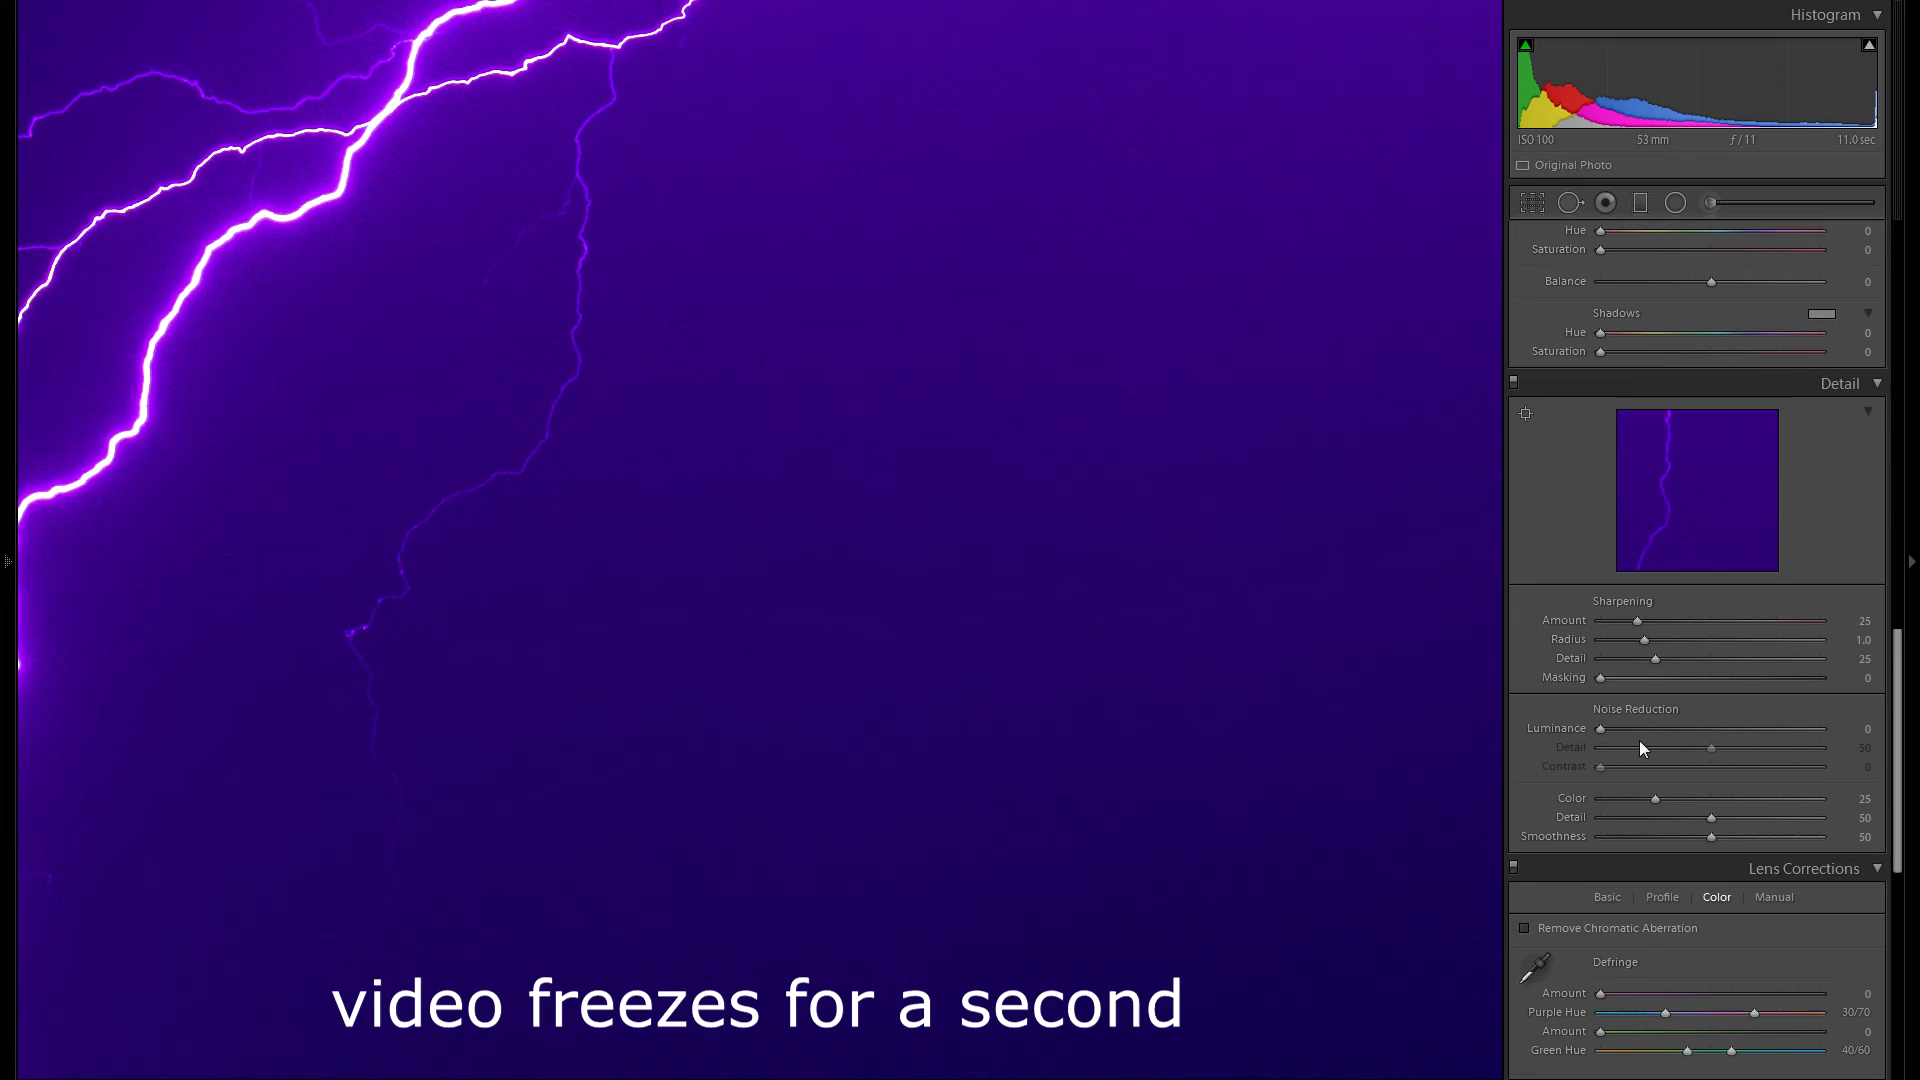 Histogram
ISO 100 53 mm ƒ / 11 11.0 sec
Original Photo
Hue 0
Saturation 0
Balance 0
Shadows
Hue 0
Saturation 0
Detail
Sharpening
Amount 25
Radius 1.0
Detail 25
Masking 0
Noise Reduction
Luminance 0
Detail 50
Contrast 0
Color 25
Detail 50
Smoothness 50
Lens Corrections
Basic Profile Color Manual
Remove Chromatic Aberration
Defringe
Amount 0
Purple Hue 30/70
Amount 0
Green Hue 40/60
video freezes for a second